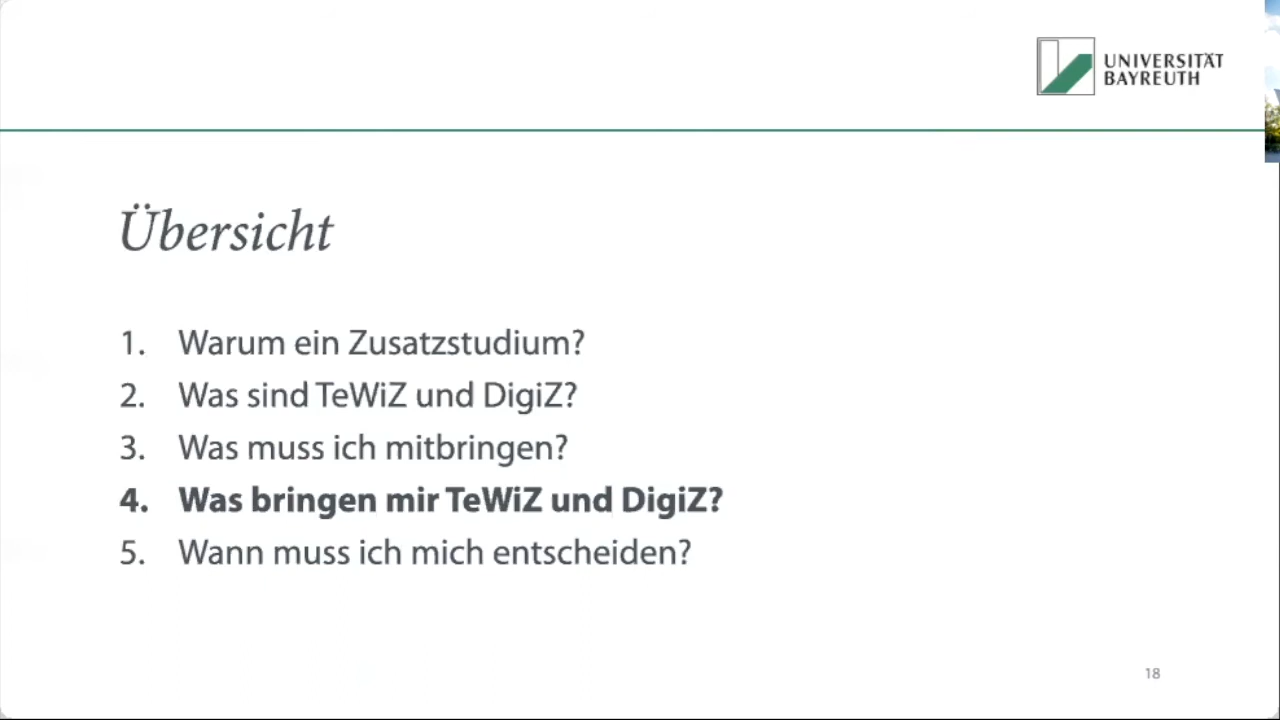 UNIVERSITÄT
BAYREUTH
Übersicht
1. Warum ein Zusatzstudium?
2. Was sind TeWiZ und DigiZ?
3. Was muss ich mitbringen?
4. Was bringen mir TeWiZ und DigiZ?
5. Wann muss ich mich entscheiden?
18